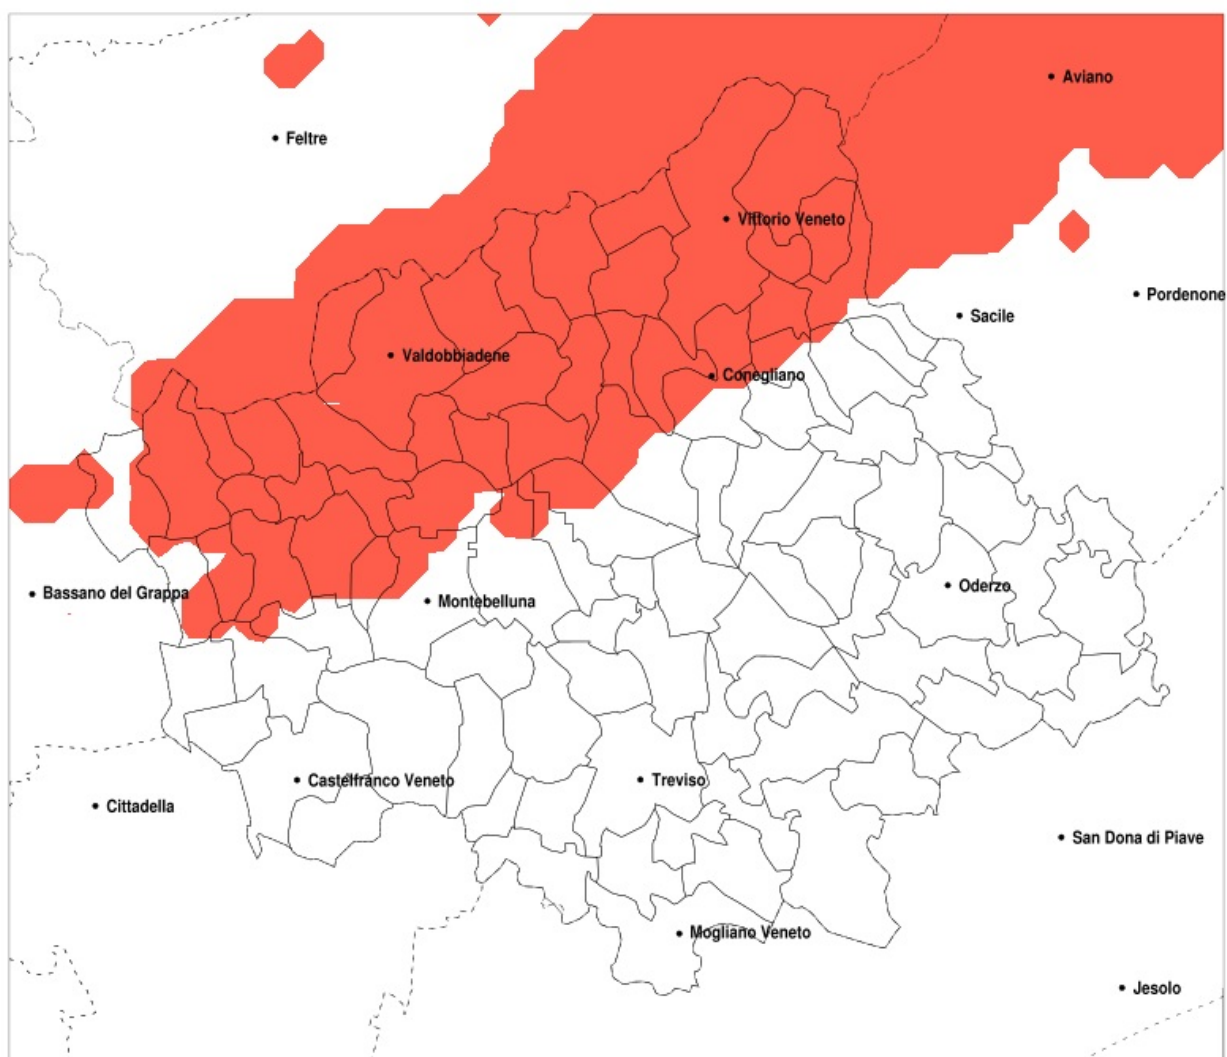 Aviano
Feltre
Vittorio Veneto
Pordenone
Sacile
Valdobbiadene
Conegliano
Oderzo
Bassano del Grappa
Montebelluna
Treviso
Castelfranco Veneto
Cittadella
San Dona di Piave
Mogliano Veneto
Jesolo